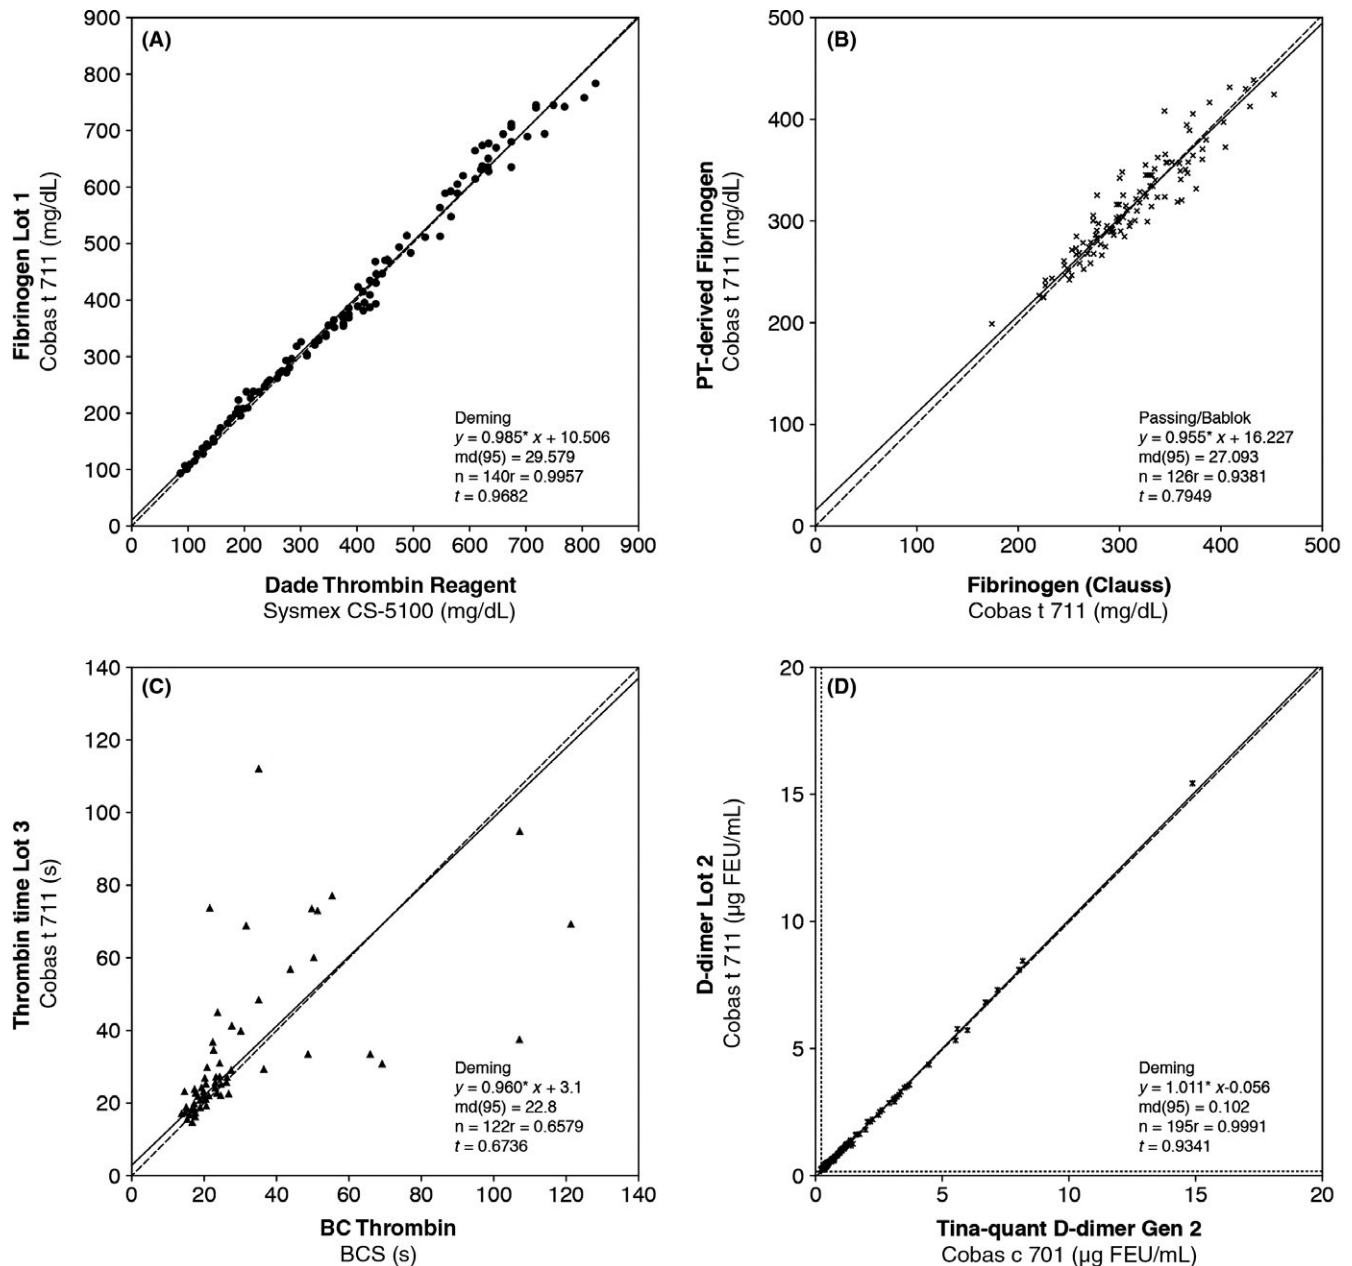 (A)
900
800
700
600
500
400
300
200
100
0
0 100 200 300 400 500 600 700 800 900
Fibrinogen Lot 1
Cobas t 711 (mg/dL)
Deming
y = 0.985* x + 10.506
md(95) = 29.579
n = 140r = 0.9957
t = 0.9682
Dade Thrombin Reagent
Sysmex CS-5100 (mg/dL)
(B)
500
400
300
200
100
0
0 100 200 300 400 500
PT-derived Fibrinogen
Cobas t 711 (mg/dL)
Passing/Bablok
y = 0.955* x + 16.227
md(95) = 27.093
n = 126r = 0.9381
t = 0.7949
Fibrinogen (Clauss)
Cobas t 711 (mg/dL)
(C)
140
120
100
80
60
40
20
0
0 20 40 60 80 100 120 140
Thrombin time Lot 3
Cobas t 711 (s)
Deming
y = 0.960* x + 3.1
md(95) = 22.8
n = 122r = 0.6579
t = 0.6736
BC Thrombin
BCS (s)
(D)
20
15
10
5
0
0 5 10 15 20
D-dimer Lot 2
Cobas t 711 (µg FEU/mL)
Deming
y = 1.011* x-0.056
md(95) = 0.102
n = 195r = 0.9991
t = 0.9341
Tina-quant D-dimer Gen 2
Cobas c 701 (µg FEU/mL)